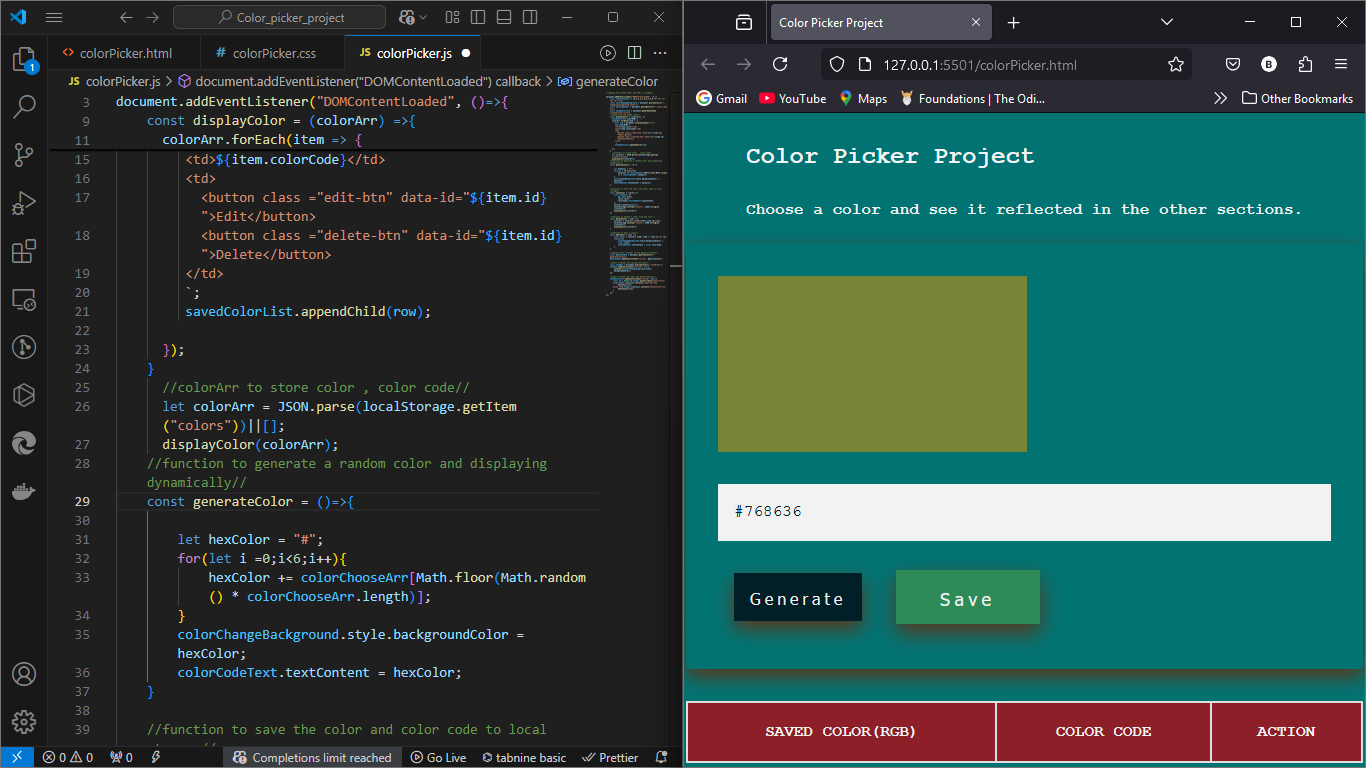 Color_picker_project
colorPicker.html
colorPicker.css
JS colorPicker.js
JS colorPicker.js > document.addEventListener("DOMContentLoaded") callback > generateColor
3 document.addEventListener("DOMContentLoaded", ()=>{
9 const displayColor = (colorArr) =>{
11 colorArr.forEach(item => {
15 <td>${item.colorCode}</td>
16 <td>
17 <button class ="edit-btn" data-id="${item.id}
">Edit</button>
18 <button class ="delete-btn" data-id="${item.id}
">Delete</button>
19 </td>
20 `;
21 savedColorList.appendChild(row);
22
23 });
24 }
25 //colorArr to store color , color code//
26 let colorArr = JSON.parse(localStorage.getItem
("colors"))||[];
27 displayColor(colorArr);
28 //function to generate a random color and displaying
dynamically//
29 const generateColor = ()=>{
30
31 let hexColor = "#";
32 for(let i =0;i<6;i++){
33 hexColor += colorChooseArr[Math.floor(Math.random
() * colorChooseArr.length)];
34 }
35 colorChangeBackground.style.backgroundColor =
hexColor;
36 colorCodeText.textContent = hexColor;
37 }
38
39 //function to save the color and color code to local
1
0 0 0 Completions limit reached Go Live tabnine basic Prettier
Color Picker Project
127.0.0.1:5501/colorPicker.html
B
Gmail YouTube Maps Foundations | The Odi... Other Bookmarks
Color Picker Project
Choose a color and see it reflected in the other sections.
#768636
Generate Save
SAVED COLOR(RGB) COLOR CODE ACTION